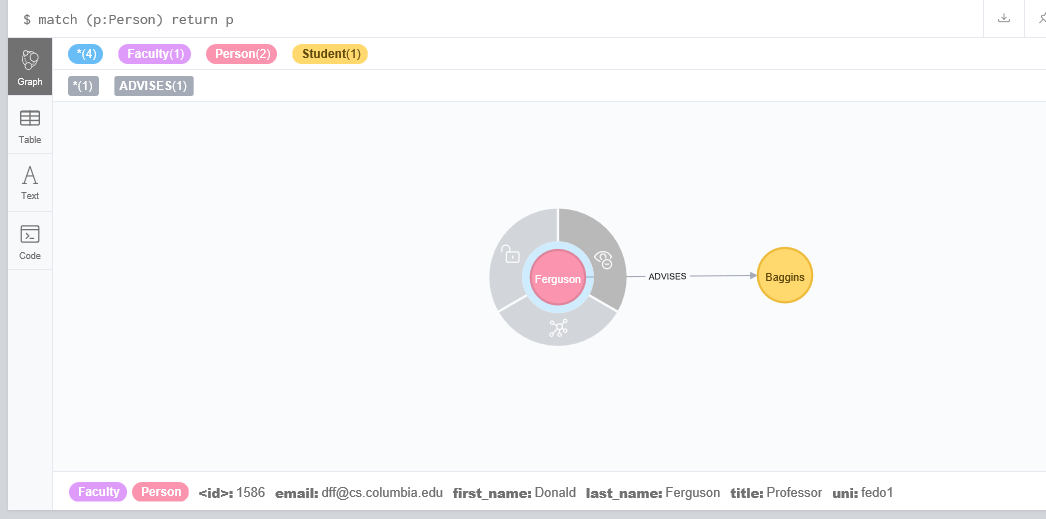 $ match (p:Person) return p
*(4) Faculty(1) Person(2) Student(1)
*(1) ADVISES(1)
Graph
Table
Text
Code
Ferguson
ADVISES
Baggins
Faculty Person <id>: 1586 email: dff@cs.columbia.edu first_name: Donald last_name: Ferguson title: Professor uni: fedo1